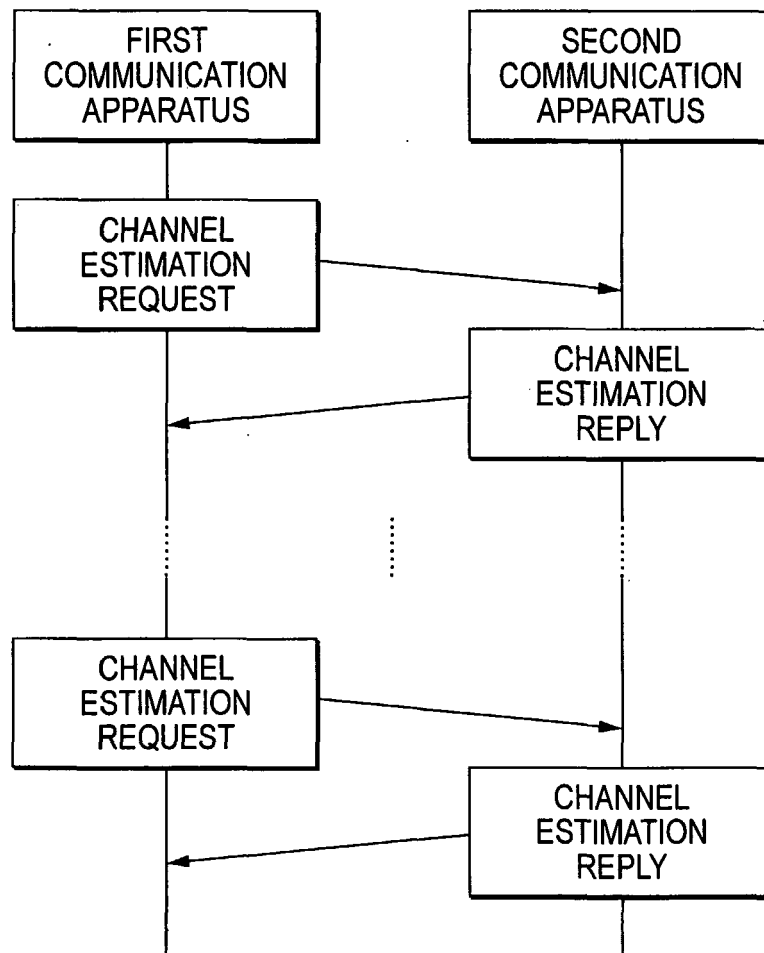 FIRST
COMMUNICATION
APPARATUS
SECOND
COMMUNICATION
APPARATUS
CHANNEL
ESTIMATION
REQUEST
CHANNEL
ESTIMATION
REPLY
CHANNEL
ESTIMATION
REQUEST
CHANNEL
ESTIMATION
REPLY